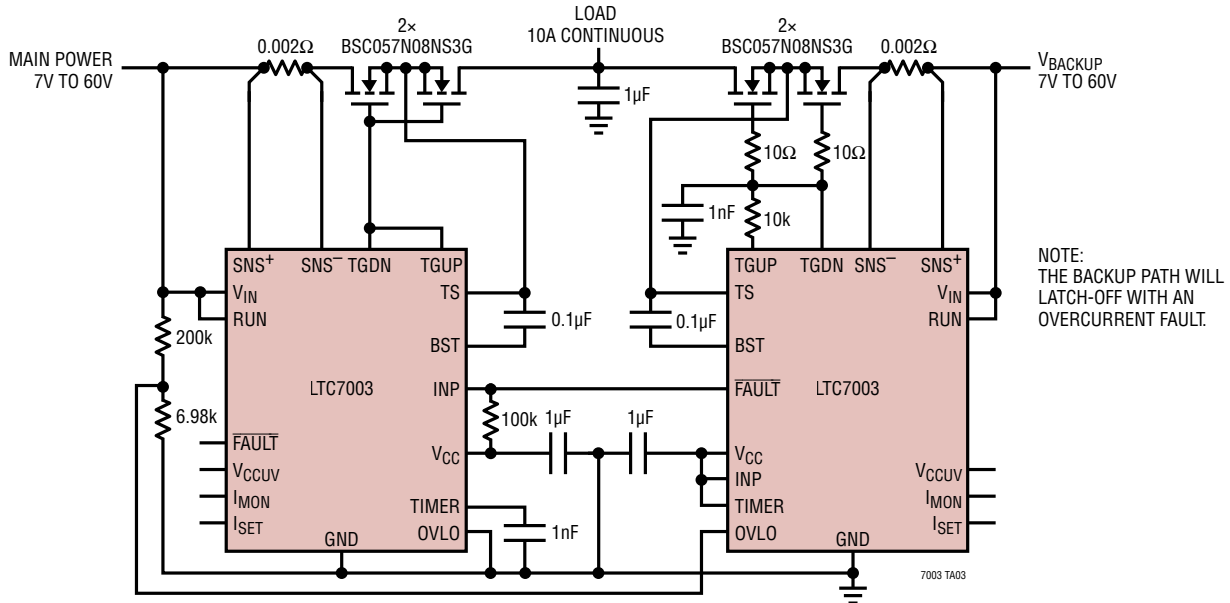 LOAD
10A CONTINUOUS
MAIN POWER
7V TO 60V
0.002Ω
2×
BSC057N08NS3G
1µF
2×
BSC057N08NS3G
0.002Ω
VBACKUP
7V TO 60V
10Ω
10Ω
1nF
10k
SNS+
SNS–
TGDN
TGUP
VIN
RUN
TS
BST
0.1µF
200k
6.98k
LTC7003
INP
FAULT
VCCUV
IMON
ISET
VCC
TIMER
OVLO
GND
100k
1µF
1µF
1nF
TGUP
TGDN
SNS–
SNS+
TS
BST
0.1µF
VIN
RUN
LTC7003
FAULT
VCC
INP
TIMER
OVLO
VCCUV
IMON
ISET
GND
NOTE:
THE BACKUP PATH WILL
LATCH-OFF WITH AN
OVERCURRENT FAULT.
7003 TA03